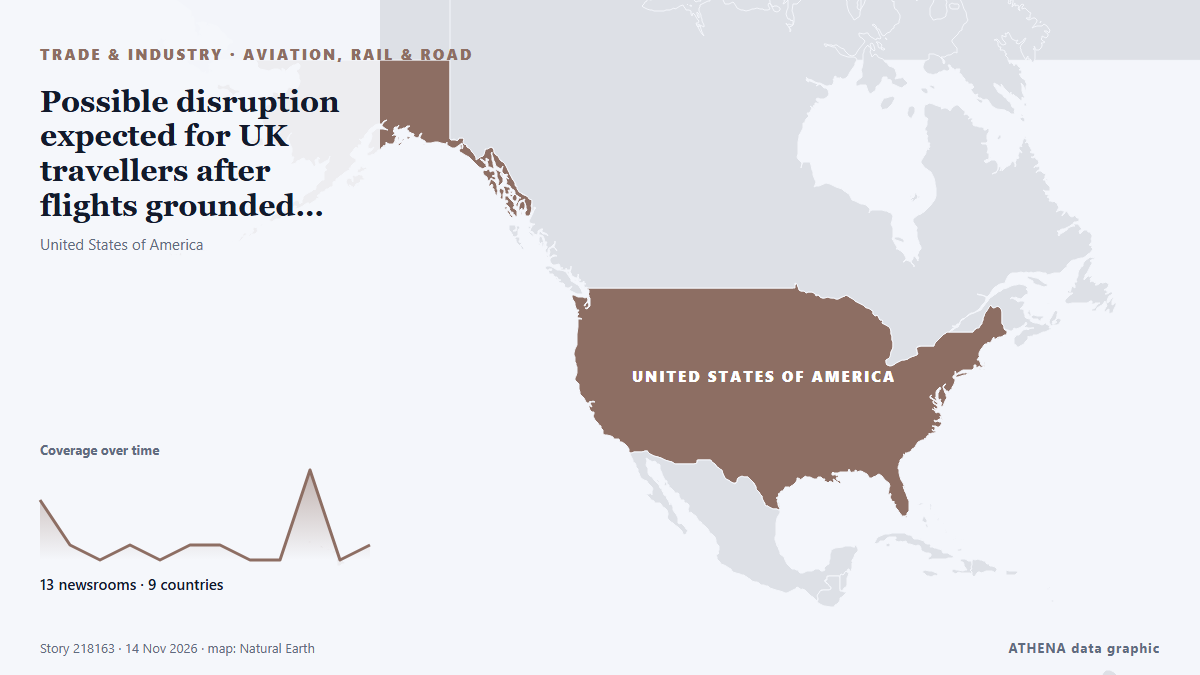 TRADE & INDUSTRY · AVIATION, RAIL & ROAD
Possible disruption
expected for UK
travellers after
flights grounded...
United States of America
UNITED STATES OF AMERICA
Coverage over time
13 newsrooms · 9 countries
Story 218163 · 14 Nov 2026 · map: Natural Earth
ATHENA data graphic